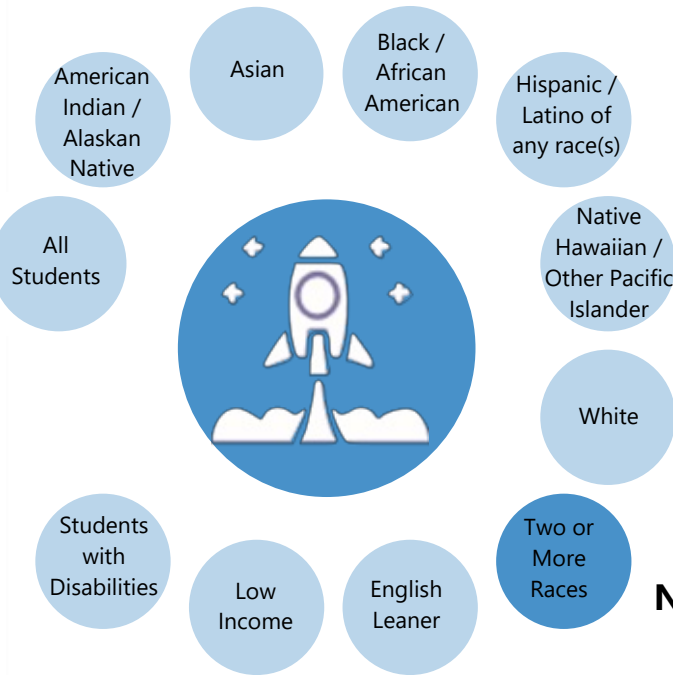 American
Indian /
Alaskan
Native
Asian
Black /
African
American
Hispanic /
Latino of
any race(s)
All
Students
Native
Hawaiian /
Other Pacific
Islander
White
Students
with
Disabilities
Low
Income
English
Leaner
Two or
More
Races
N